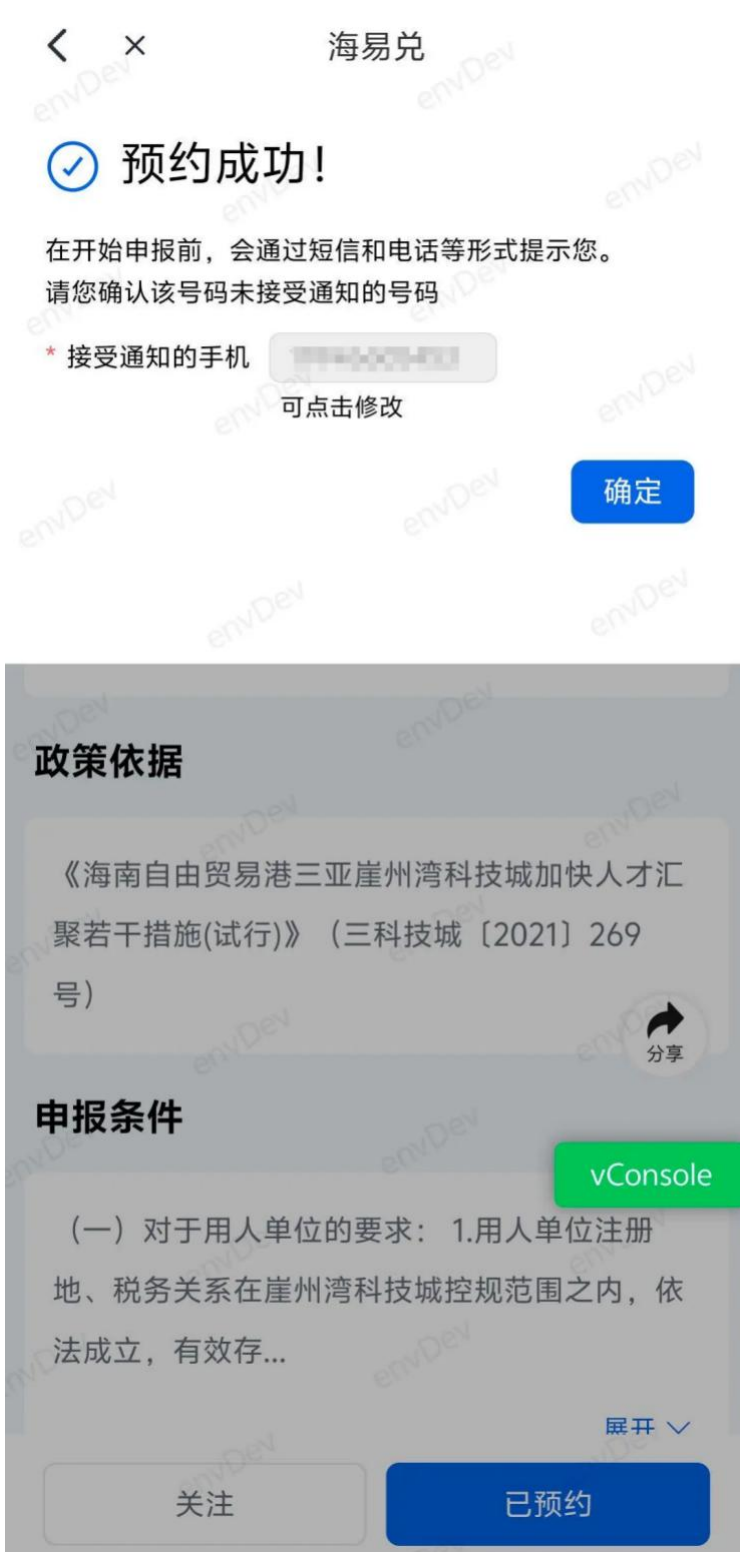 海易兑
预约成功！
在开始申报前，会通过短信和电话等形式提示您。
请您确认该号码未接受通知的号码
* 接受通知的手机
可点击修改
确定
政策依据
《海南自由贸易港三亚崖州湾科技城加快人才汇
聚若干措施(试行)》（三科技城〔2021〕269
号）
分享
申报条件
vConsole
（一）对于用人单位的要求： 1.用人单位注册
地、税务关系在崖州湾科技城控规范围之内，依
法成立，有效存...
展开
关注
已预约
envDev